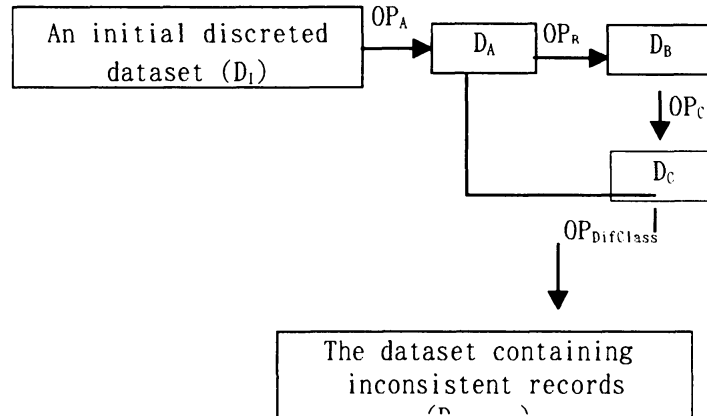 An initial discreted
dataset (D_I)
OP_A
D_A
OP_B
D_B
OP_C
D_C
OP_DifClass
The dataset containing
inconsistent records